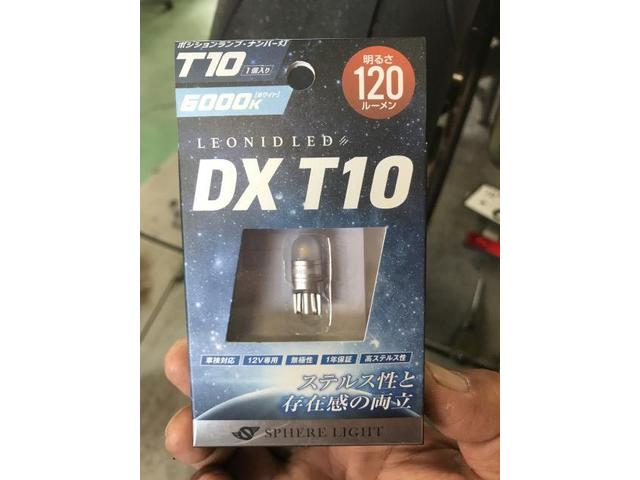 ポジションランプ・ナンバー灯
T10 1個入り
6000K [ホワイト]
明るさ
120
ルーメン
LEONID LED
DX T10
車検対応 12V専用 無極性 1年保証 高ステルス性
ステルス性と
存在感の両立
SPHERE LIGHT